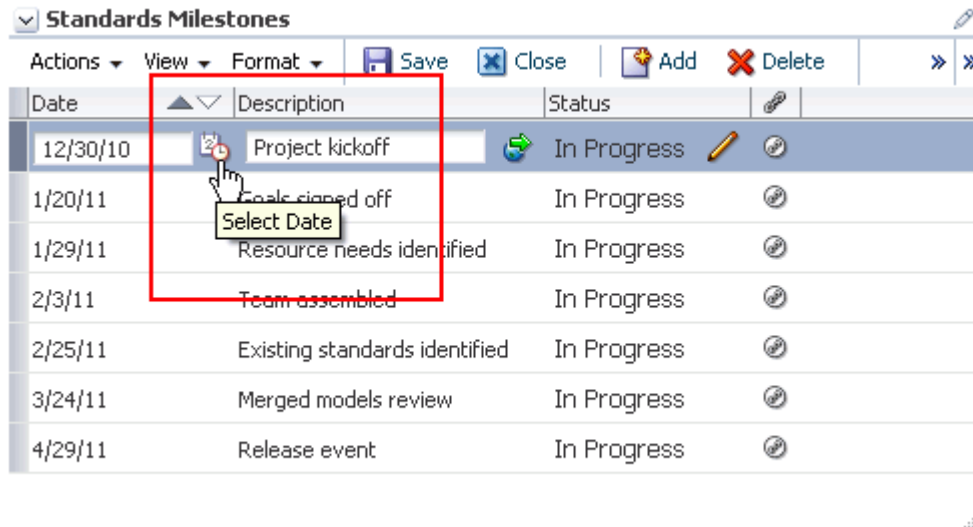 Standards Milestones
Actions View Format Save Close Add Delete
Date Description Status
12/30/10 Project kickoff In Progress
1/20/11 Goals signed off In Progress
Select Date
1/29/11 Resource needs identified In Progress
2/3/11 Team assembled In Progress
2/25/11 Existing standards identified In Progress
3/24/11 Merged models review In Progress
4/29/11 Release event In Progress